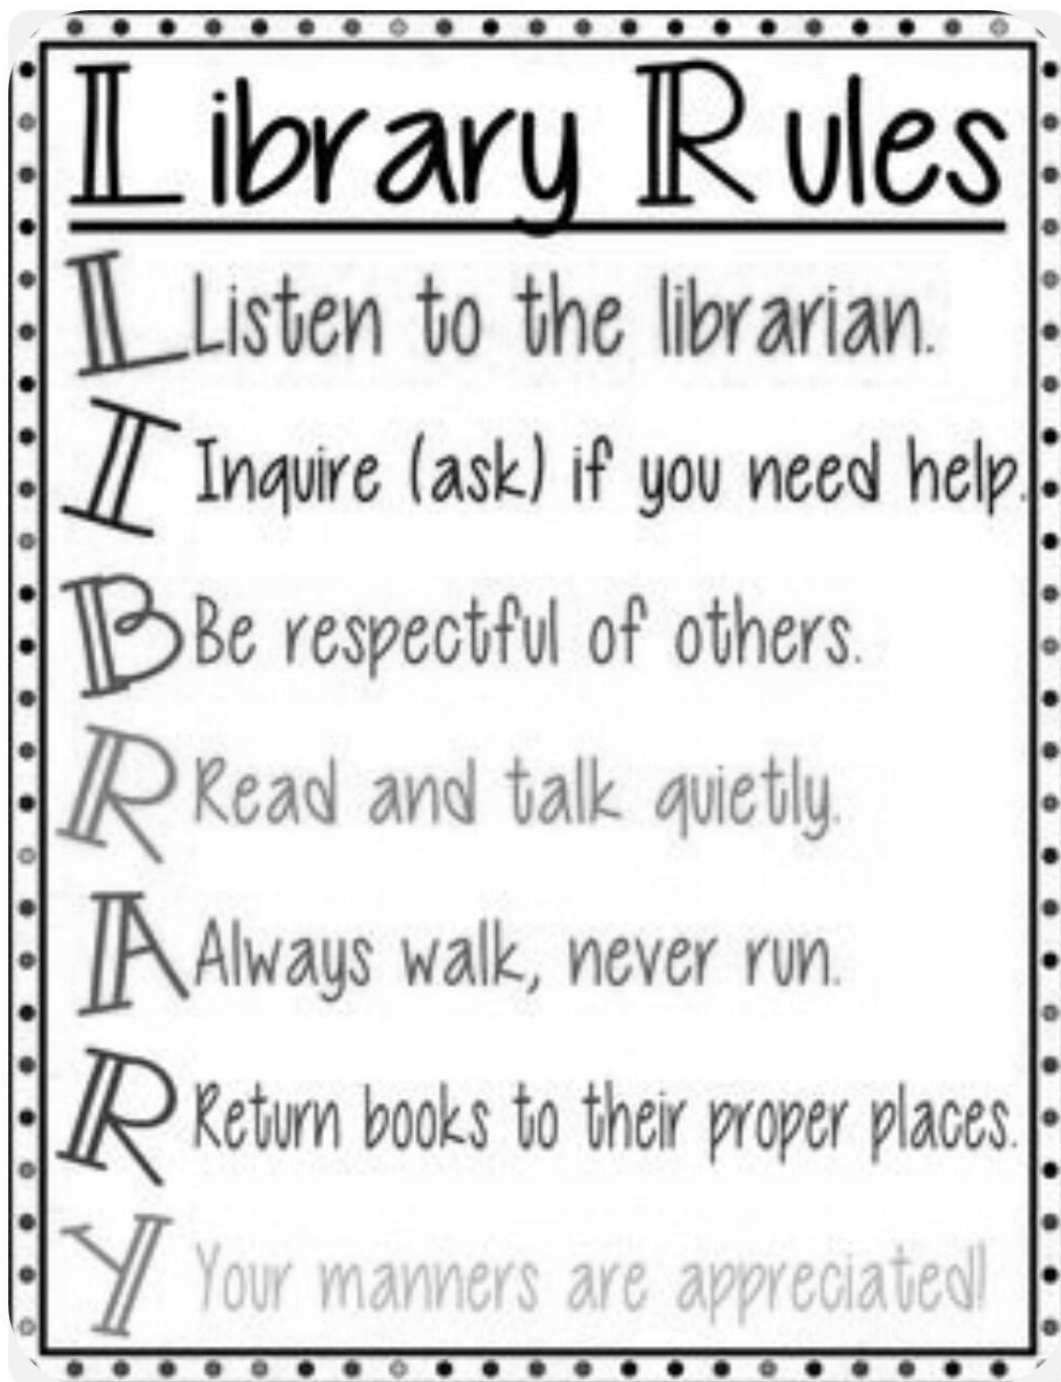 Library Rules
L Listen to the librarian.
I Inquire (ask) if you need help.
B Be respectful of others.
R Read and talk quietly.
A Always walk, never run.
R Return books to their proper places.
Y Your manners are appreciated!